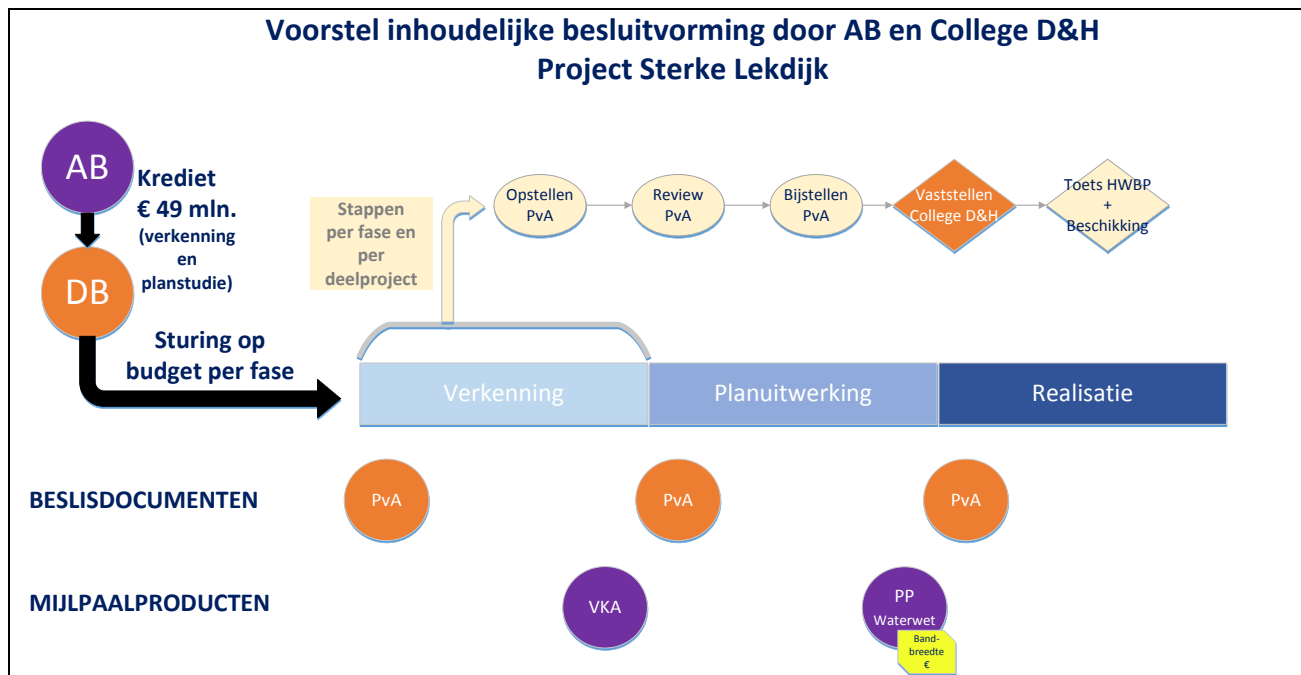 Voorstel inhoudelijke besluitvorming door AB en College D&H
Project Sterke Lekdijk
AB
Krediet
€ 49 mln.
(verkenning
en
planstudie)
DB
Sturing op
budget per fase
Stappen
per fase en
per
deelproject
Opstellen
PvA
Review
PvA
Bijstellen
PvA
Vaststellen
College D&H
Toets HWBP
+
Beschikking
Verkenning
Planuitwerking
Realisatie
BESLISDOCUMENTEN
PvA
PvA
PvA
MIJLPAALPRODUCTEN
VKA
PP
Waterwet
Band-
breedte
€